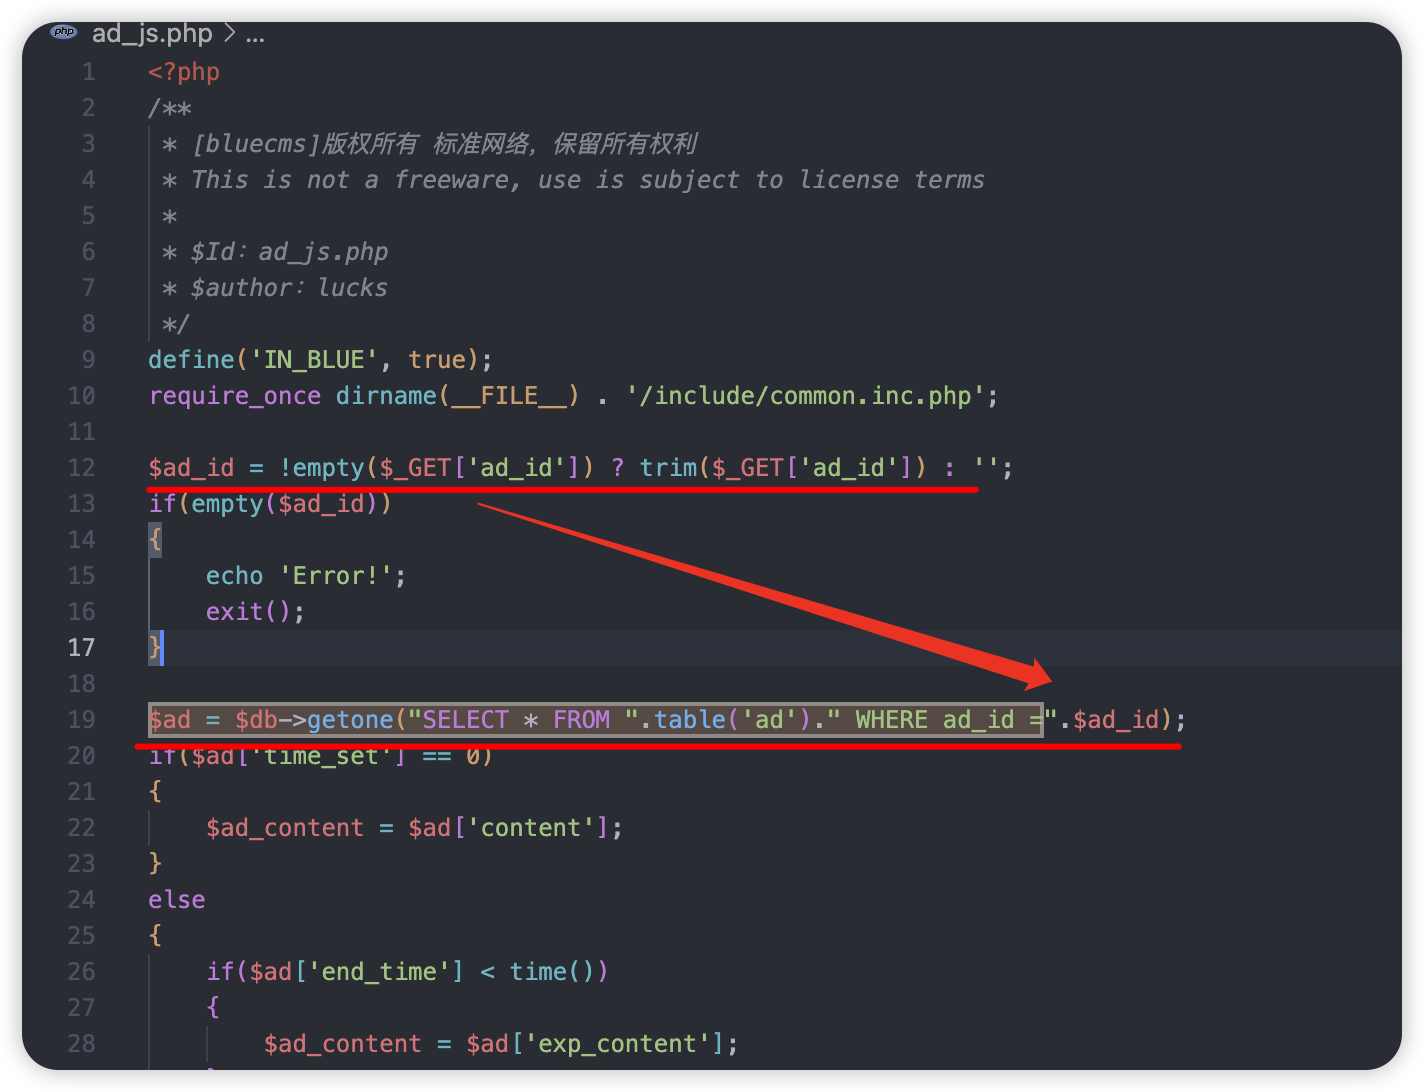 php ad_js.php > ...
1 <?php
2 /**
3 * [bluecms]版权所有 标准网络，保留所有权利
4 * This is not a freeware, use is subject to license terms
5 *
6 * $Id：ad_js.php
7 * $author：lucks
8 */
9 define('IN_BLUE', true);
10 require_once dirname(__FILE__) . '/include/common.inc.php';
11
12 $ad_id = !empty($_GET['ad_id']) ? trim($_GET['ad_id']) : '';
13 if(empty($ad_id))
14 {
15 echo 'Error!';
16 exit();
17 }
18
19 $ad = $db->getone("SELECT * FROM ".table('ad')." WHERE ad_id =".$ad_id);
20 if($ad['time_set'] == 0)
21 {
22 $ad_content = $ad['content'];
23 }
24 else
25 {
26 if($ad['end_time'] < time())
27 {
28 $ad_content = $ad['exp_content'];